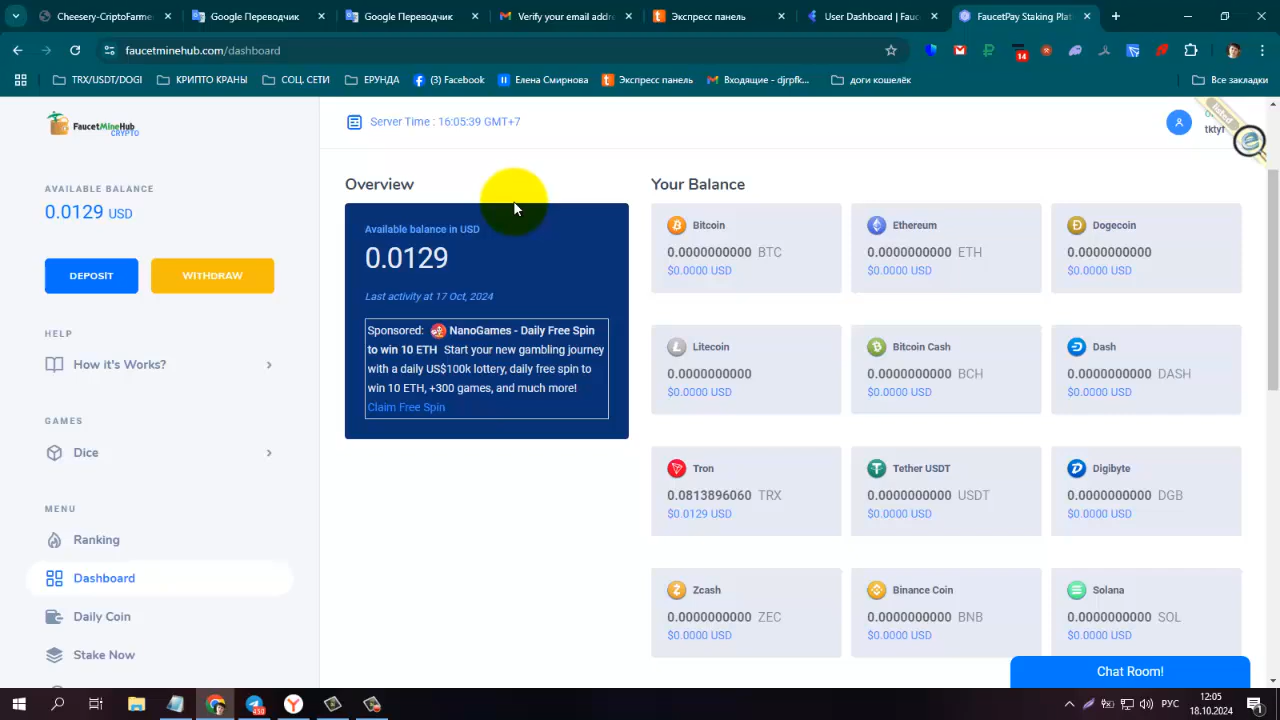 Cheesery-CriptoFarme
Google Переводчик
Google Переводчик
Verify your email addre
Экспресс панель
User Dashboard | Fauc
FaucetPay Staking Plat
faucetminehub.com/dashboard
14
TRX/USDT/DOGI
КРИПТО КРАНЫ
СОЦ. СЕТИ
ЕРУНДА
(3) Facebook
Елена Смирнова
Экспресс панель
Входящие - djrpfk...
доги кошелёк
Все закладки
FaucetMineHub
CRYPTO
Server Time : 16:05:39 GMT+7
tktyf
AVAILABLE BALANCE
0.0129 USD
DEPOSIT
WITHDRAW
HELP
How it's Works?
GAMES
Dice
MENU
Ranking
Dashboard
Daily Coin
Stake Now
Overview
Available balance in USD
0.0129
Last activity at 17 Oct, 2024
Sponsored: NanoGames - Daily Free Spin
to win 10 ETH Start your new gambling journey
with a daily US$100k lottery, daily free spin to
win 10 ETH, +300 games, and much more!
Claim Free Spin
Your Balance
Bitcoin
0.0000000000 BTC
$0.0000 USD
Ethereum
0.0000000000 ETH
$0.0000 USD
Dogecoin
0.0000000000
$0.0000 USD
Litecoin
0.0000000000
$0.0000 USD
Bitcoin Cash
0.0000000000 BCH
$0.0000 USD
Dash
0.0000000000 DASH
$0.0000 USD
Tron
0.0813896060 TRX
$0.0129 USD
Tether USDT
0.0000000000 USDT
$0.0000 USD
Digibyte
0.0000000000 DGB
$0.0000 USD
Zcash
0.0000000000 ZEC
$0.0000 USD
Binance Coin
0.0000000000 BNB
$0.0000 USD
Solana
0.0000000000 SOL
$0.0000 USD
Chat Room!
450
РУС
12:05
18.10.2024